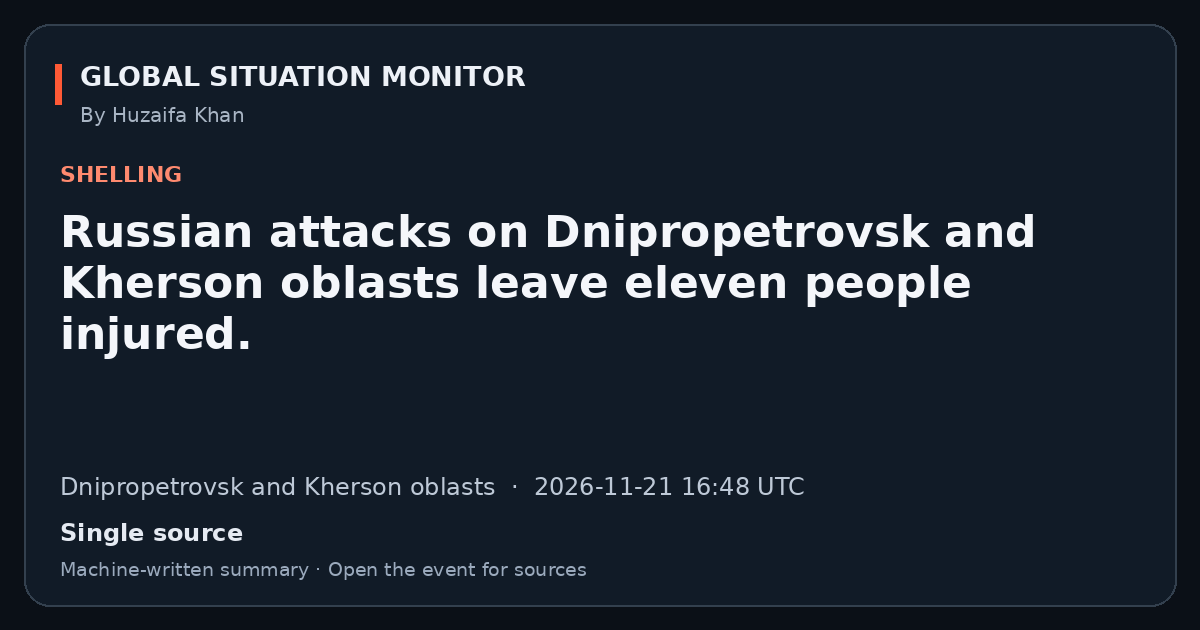 GLOBAL SITUATION MONITOR
By Huzaifa Khan
SHELLING
Russian attacks on Dnipropetrovsk and
Kherson oblasts leave eleven people
injured.
Dnipropetrovsk and Kherson oblasts · 2026-11-21 16:48 UTC
Single source
Machine-written summary · Open the event for sources